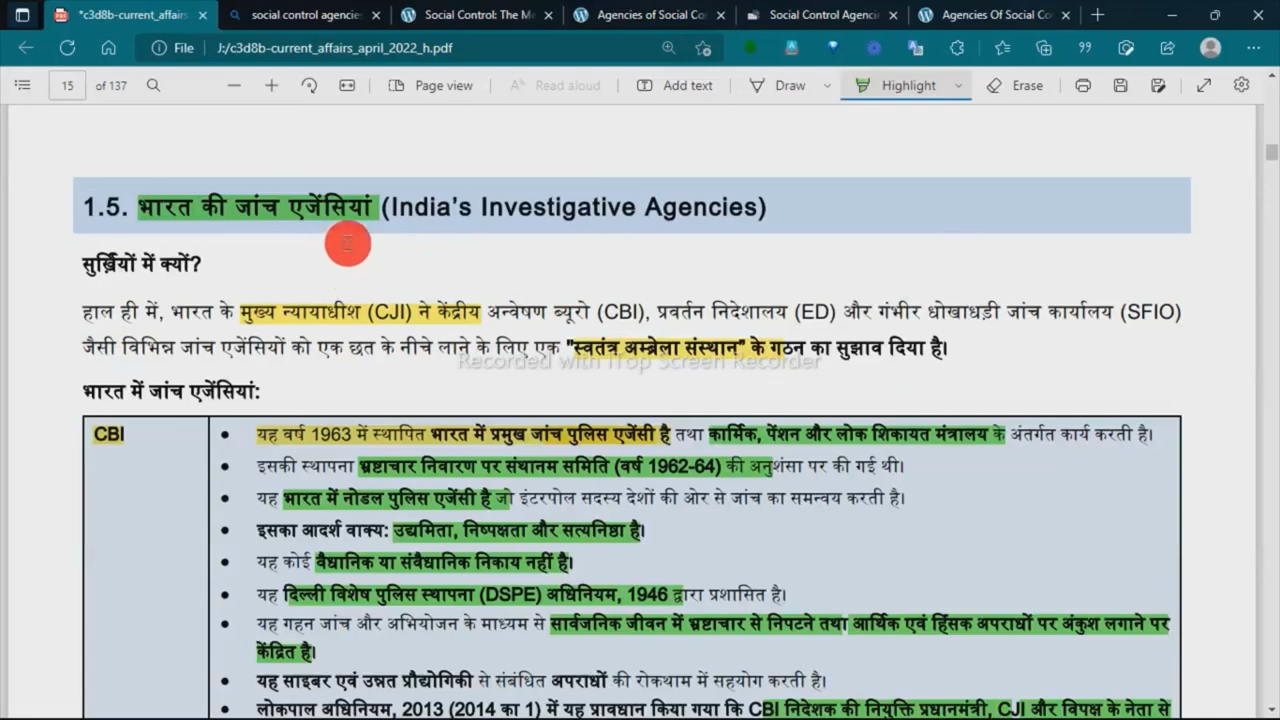 *c3d8b-current_affairs
social control agencie
Social Control: The Me
Agencies of Social Co
Social Control Agenci
Agencies Of Social Co
File
J:/c3d8b-current_affairs_april_2022_h.pdf
15 of 137
Page view
Read aloud
Add text
Draw
Highlight
Erase
1.5. भारत की जांच एजेंसियां (India's Investigative Agencies)
सुर्ख़ियों में क्यों?
हाल ही में, भारत के मुख्य न्यायाधीश (CJI) ने केंद्रीय अन्वेषण ब्यूरो (CBI), प्रवर्तन निदेशालय (ED) और गंभीर धोखाधड़ी जांच कार्यालय (SFIO)
जैसी विभिन्न जांच एजेंसियों को एक छत के नीचे लाने के लिए एक "स्वतंत्र अम्ब्रेला संस्थान" के गठन का सुझाव दिया है।
Recorded with iTop Screen Recorder
भारत में जांच एजेंसियां:
CBI
• यह वर्ष 1963 में स्थापित भारत में प्रमुख जांच पुलिस एजेंसी है तथा कार्मिक, पेंशन और लोक शिकायत मंत्रालय के अंतर्गत कार्य करती है।
• इसकी स्थापना भ्रष्टाचार निवारण पर संथानम समिति (वर्ष 1962-64) की अनुशंसा पर की गई थी।
• यह भारत में नोडल पुलिस एजेंसी है जो इंटरपोल सदस्य देशों की ओर से जांच का समन्वय करती है।
• इसका आदर्श वाक्य: उद्यमिता, निष्पक्षता और सत्यनिष्ठा है।
• यह कोई वैधानिक या संवैधानिक निकाय नहीं है।
• यह दिल्ली विशेष पुलिस स्थापना (DSPE) अधिनियम, 1946 द्वारा प्रशासित है।
• यह गहन जांच और अभियोजन के माध्यम से सार्वजनिक जीवन में भ्रष्टाचार से निपटने तथा आर्थिक एवं हिंसक अपराधों पर अंकुश लगाने पर
केंद्रित है।
• यह साइबर एवं उन्नत प्रौद्योगिकी से संबंधित अपराधों की रोकथाम में सहयोग करती है।
• लोकपाल अधिनियम, 2013 (2014 का 1) में यह प्रावधान किया गया कि CBI निदेशक की नियुक्ति प्रधानमंत्री, CJI और विपक्ष के नेता से